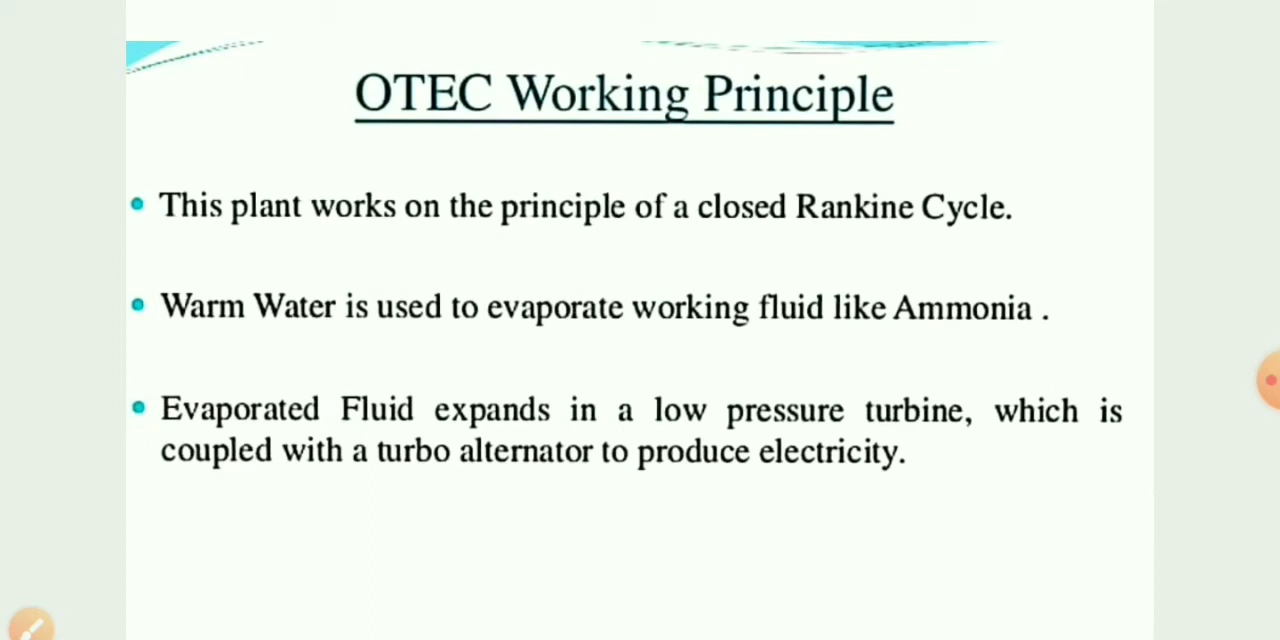 OTEC Working Principle
This plant works on the principle of a closed Rankine Cycle.
Warm Water is used to evaporate working fluid like Ammonia .
Evaporated Fluid expands in a low pressure turbine, which is
coupled with a turbo alternator to produce electricity.